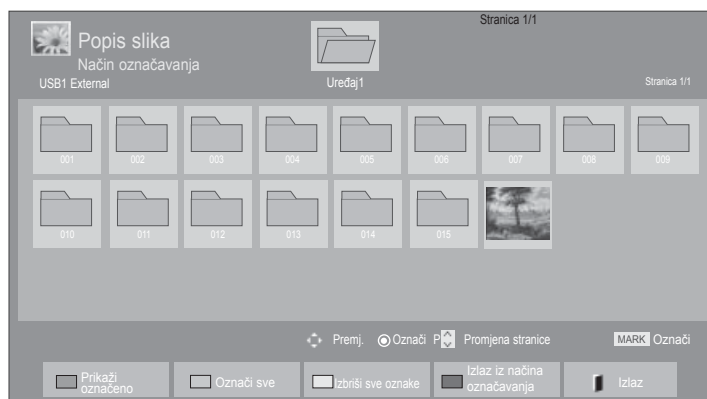 Stranica 1/1
Popis slika
Način označavanja
USB1 External
Uređaj1
Stranica 1/1
001 002 003 004 005 006 007 008 009
010 011 012 013 014 015
Premj. Označi P Promjena stranice MARK Označi
Prikaži
označeno
Označi sve
Izbriši sve oznake
Izlaz iz načina
označavanja
Izlaz